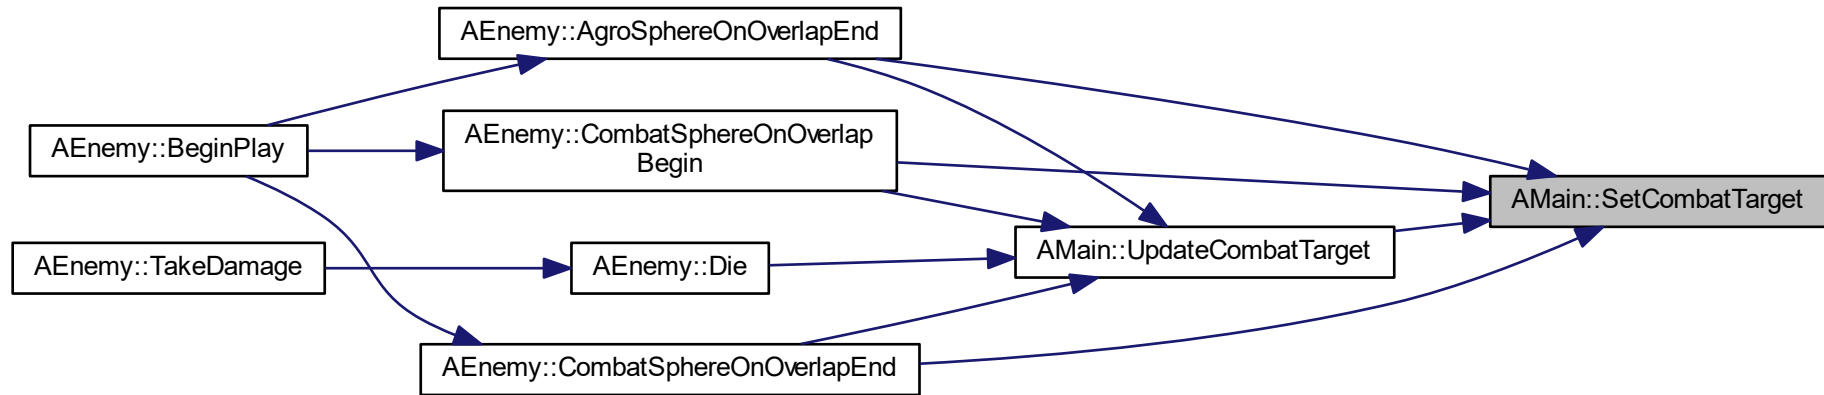 AEnemy::AgroSphereOnOverlapEnd
AEnemy::CombatSphereOnOverlap
Begin
AEnemy::BeginPlay
AMain::SetCombatTarget
AMain::UpdateCombatTarget
AEnemy::TakeDamage
AEnemy::Die
AEnemy::CombatSphereOnOverlapEnd